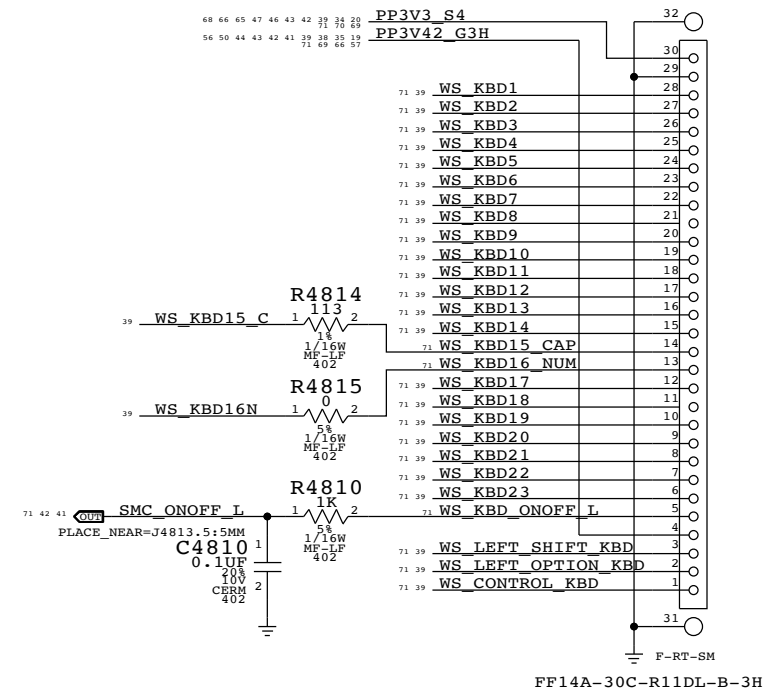 68 66 65 47 46 43 42 39 34 20 PP3V3_S4 32
71 70 69
56 50 44 43 42 41 39 38 35 19 PP3V42_G3H
71 69 66 57
30
29
71 39 WS_KBD1 28
71 39 WS_KBD2 27
71 39 WS_KBD3 26
71 39 WS_KBD4 25
71 39 WS_KBD5 24
71 39 WS_KBD6 23
71 39 WS_KBD7 22
71 39 WS_KBD8 21
71 39 WS_KBD9 20
71 39 WS_KBD10 19
71 39 WS_KBD11 18
71 39 WS_KBD12 17
71 39 WS_KBD13 16
71 39 WS_KBD14 15
71 WS_KBD15_CAP 14
71 WS_KBD16_NUM 13
71 39 WS_KBD17 12
71 39 WS_KBD18 11
71 39 WS_KBD19 10
71 39 WS_KBD20 9
71 39 WS_KBD21 8
71 39 WS_KBD22 7
71 39 WS_KBD23 6
71 WS_KBD_ONOFF_L 5
4
71 39 WS_LEFT_SHIFT_KBD 3
71 39 WS_LEFT_OPTION_KBD 2
71 39 WS_CONTROL_KBD 1
31
F-RT-SM
FF14A-30C-R11DL-B-3H
R4814
113
39 WS_KBD15_C 1 2
1%
1/16W
MF-LF
402
R4815
0
39 WS_KBD16N 1 2
5%
1/16W
MF-LF
402
R4810
1K
71 42 41 OUT SMC_ONOFF_L 1 2
5%
1/16W
MF-LF
402
PLACE_NEAR=J4813.5:5MM
C4810 1
0.1UF
20%
10V 2
CERM
402